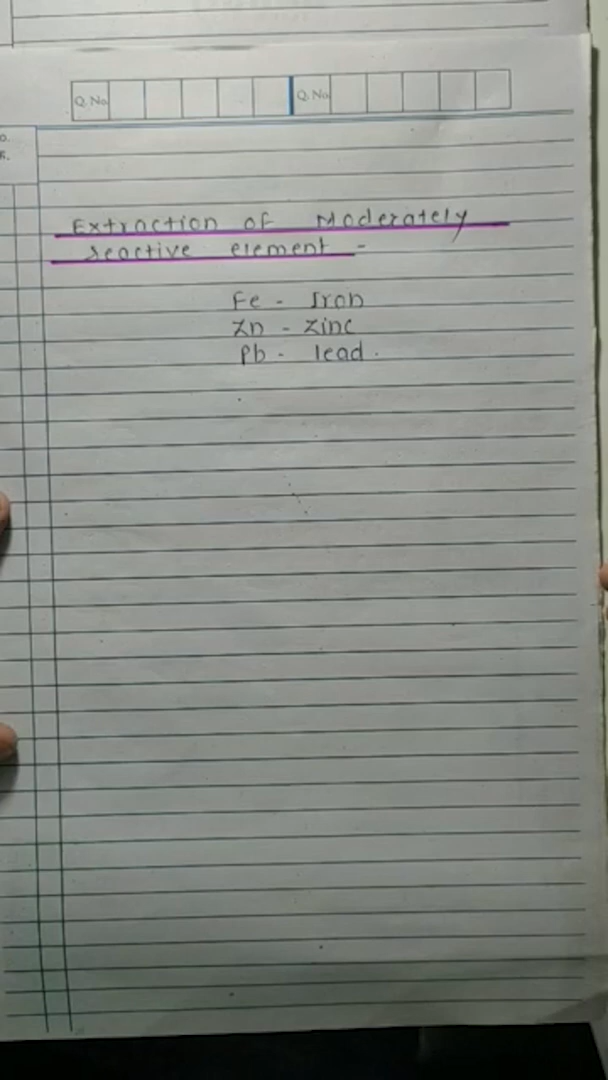 Q. No.
Q. No.
Extraction of Moderately
reactive element -
Fe - Iron
Zn - Zinc
Pb - lead.